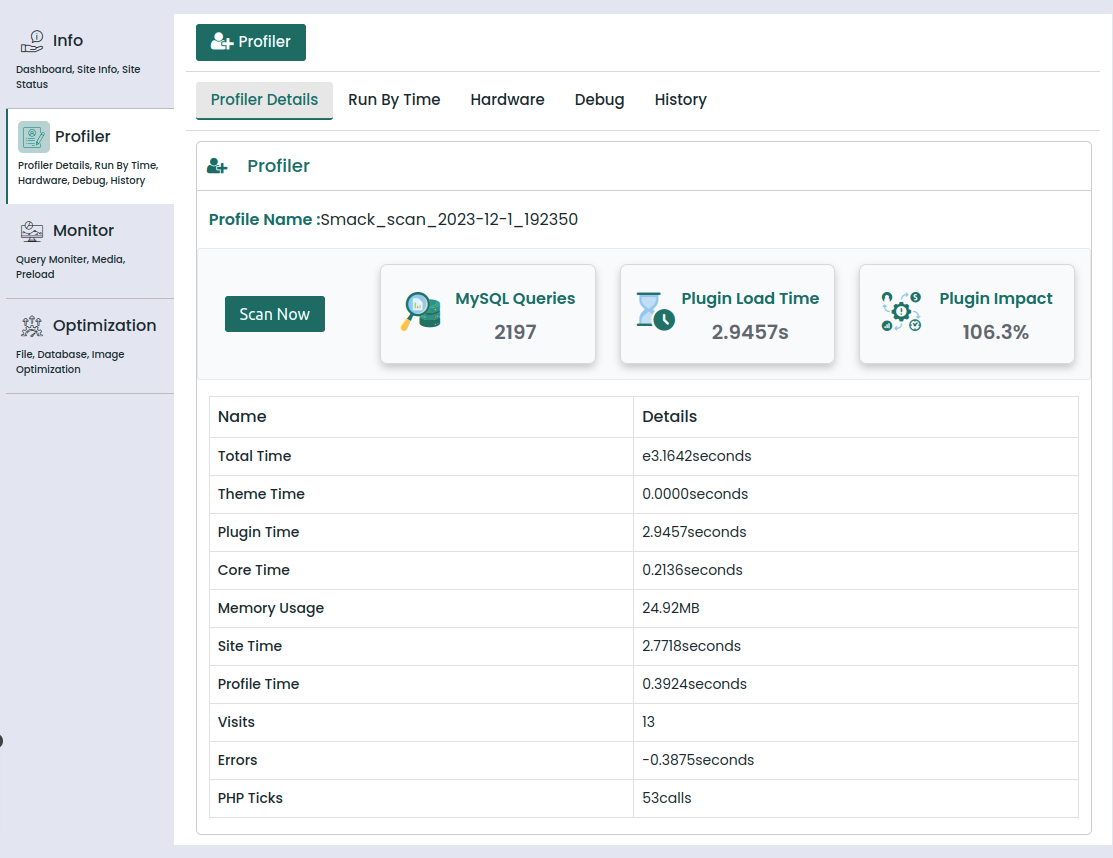 Info
Dashboard, Site Info, Site
Status
Profiler
Profiler Details, Run By Time,
Hardware, Debug, History
Monitor
Query Moniter, Media,
Preload
Optimization
File, Database, Image
Optimization
Profiler
Profiler Details Run By Time Hardware Debug History
Profiler
Profile Name :Smack_scan_2023-12-1_192350
Scan Now
MySQL Queries
2197
Plugin Load Time
2.9457s
Plugin Impact
106.3%
Name Details
Total Time e3.1642seconds
Theme Time 0.0000seconds
Plugin Time 2.9457seconds
Core Time 0.2136seconds
Memory Usage 24.92MB
Site Time 2.7718seconds
Profile Time 0.3924seconds
Visits 13
Errors -0.3875seconds
PHP Ticks 53calls